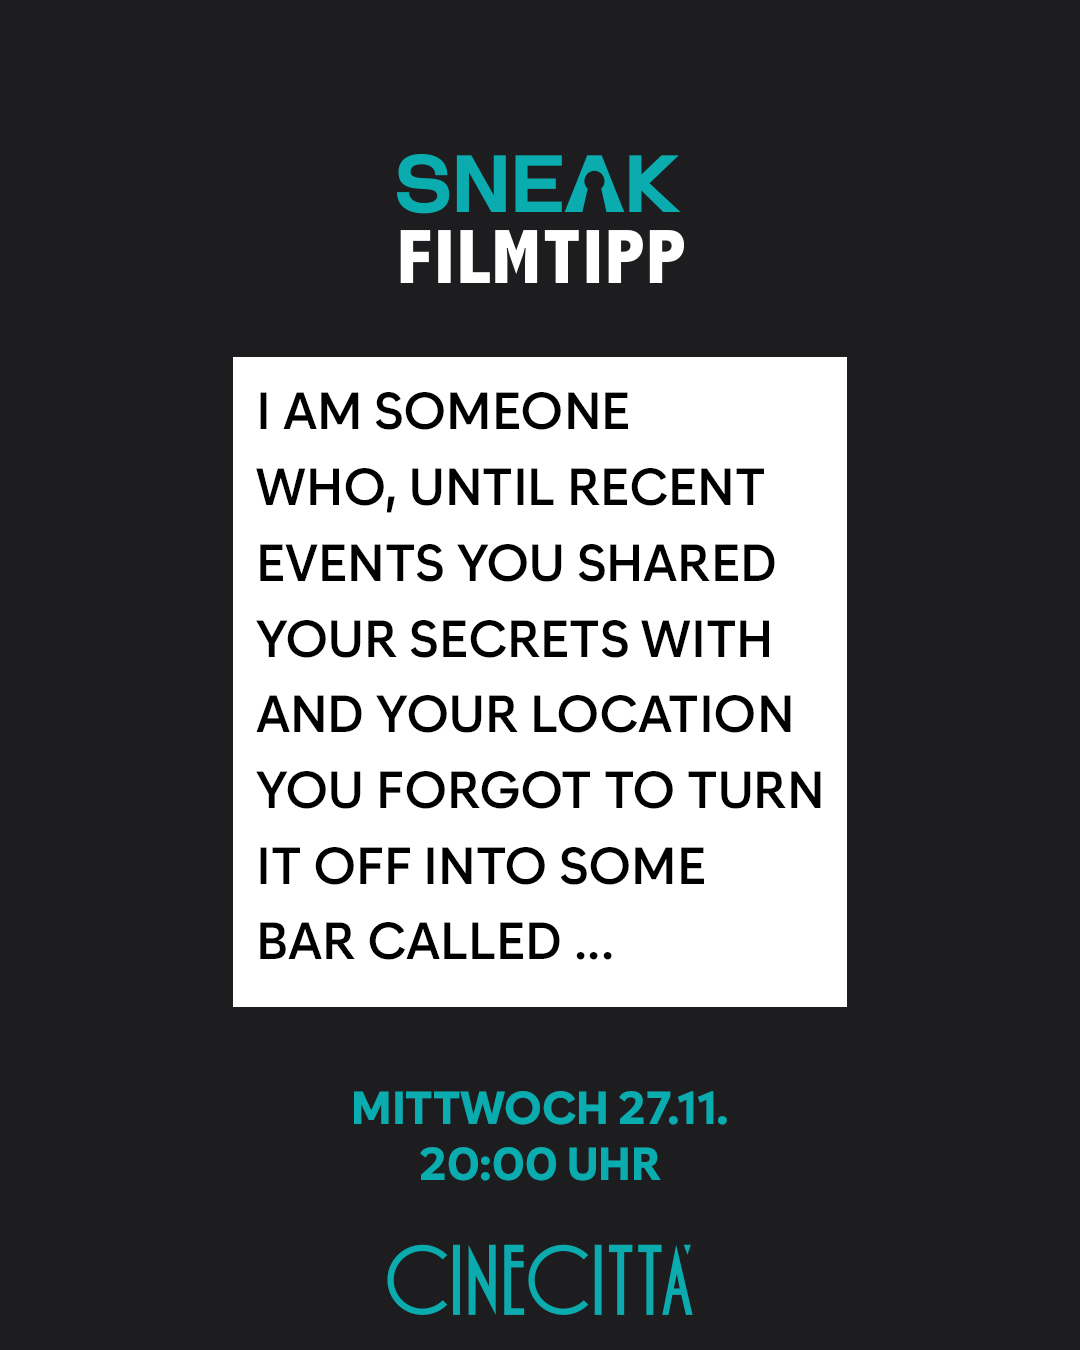 SNEAK
FILMTIPP
I AM SOMEONE
WHO, UNTIL RECENT
EVENTS YOU SHARED
YOUR SECRETS WITH
AND YOUR LOCATION
YOU FORGOT TO TURN
IT OFF INTO SOME
BAR CALLED ...
MITTWOCH 27.11.
20:00 UHR
CINECITTÀ